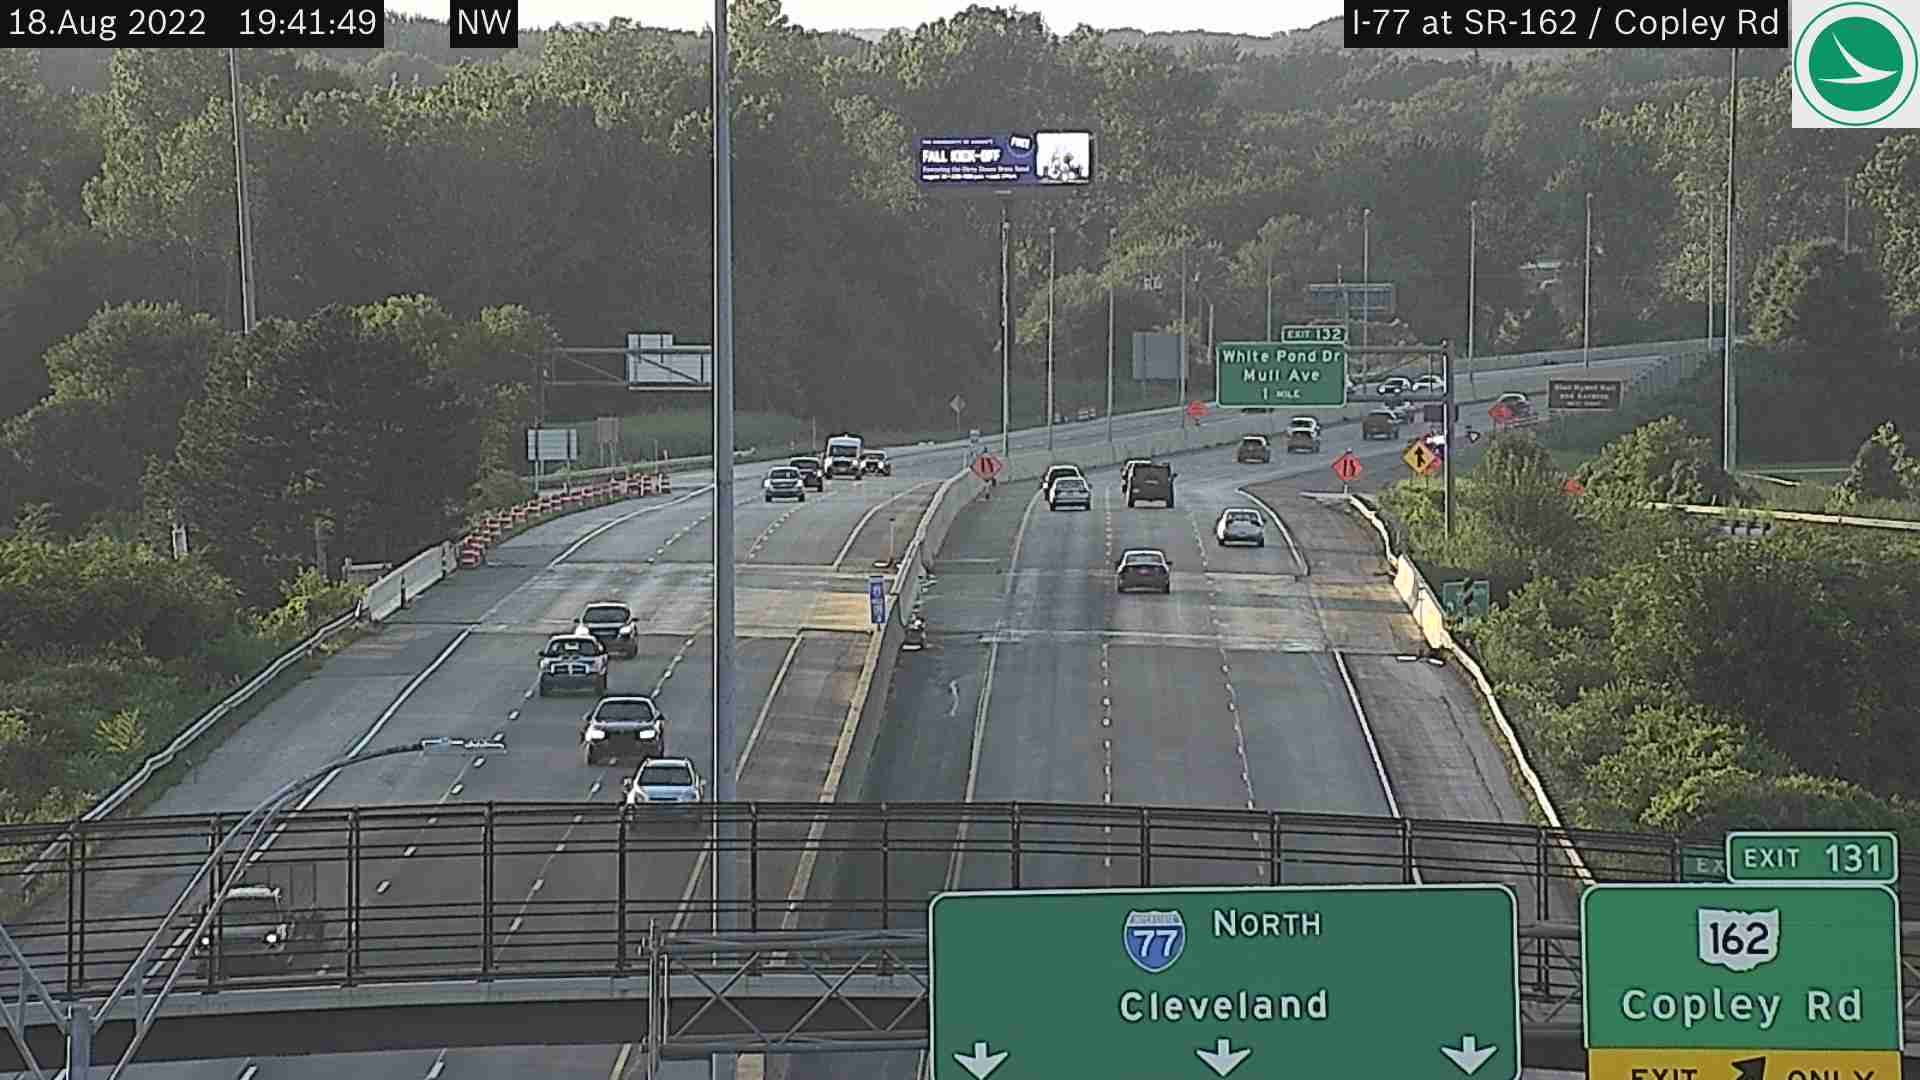 18.Aug 2022 19:41:49
NW
I-77 at SR-162 / Copley Rd
FALL KICK-OFF
EXIT 132
White Pond Dr
Mull Ave
1 MILE
EXIT 131
INTERSTATE
77
NORTH
Cleveland
162
Copley Rd
EXIT ONLY